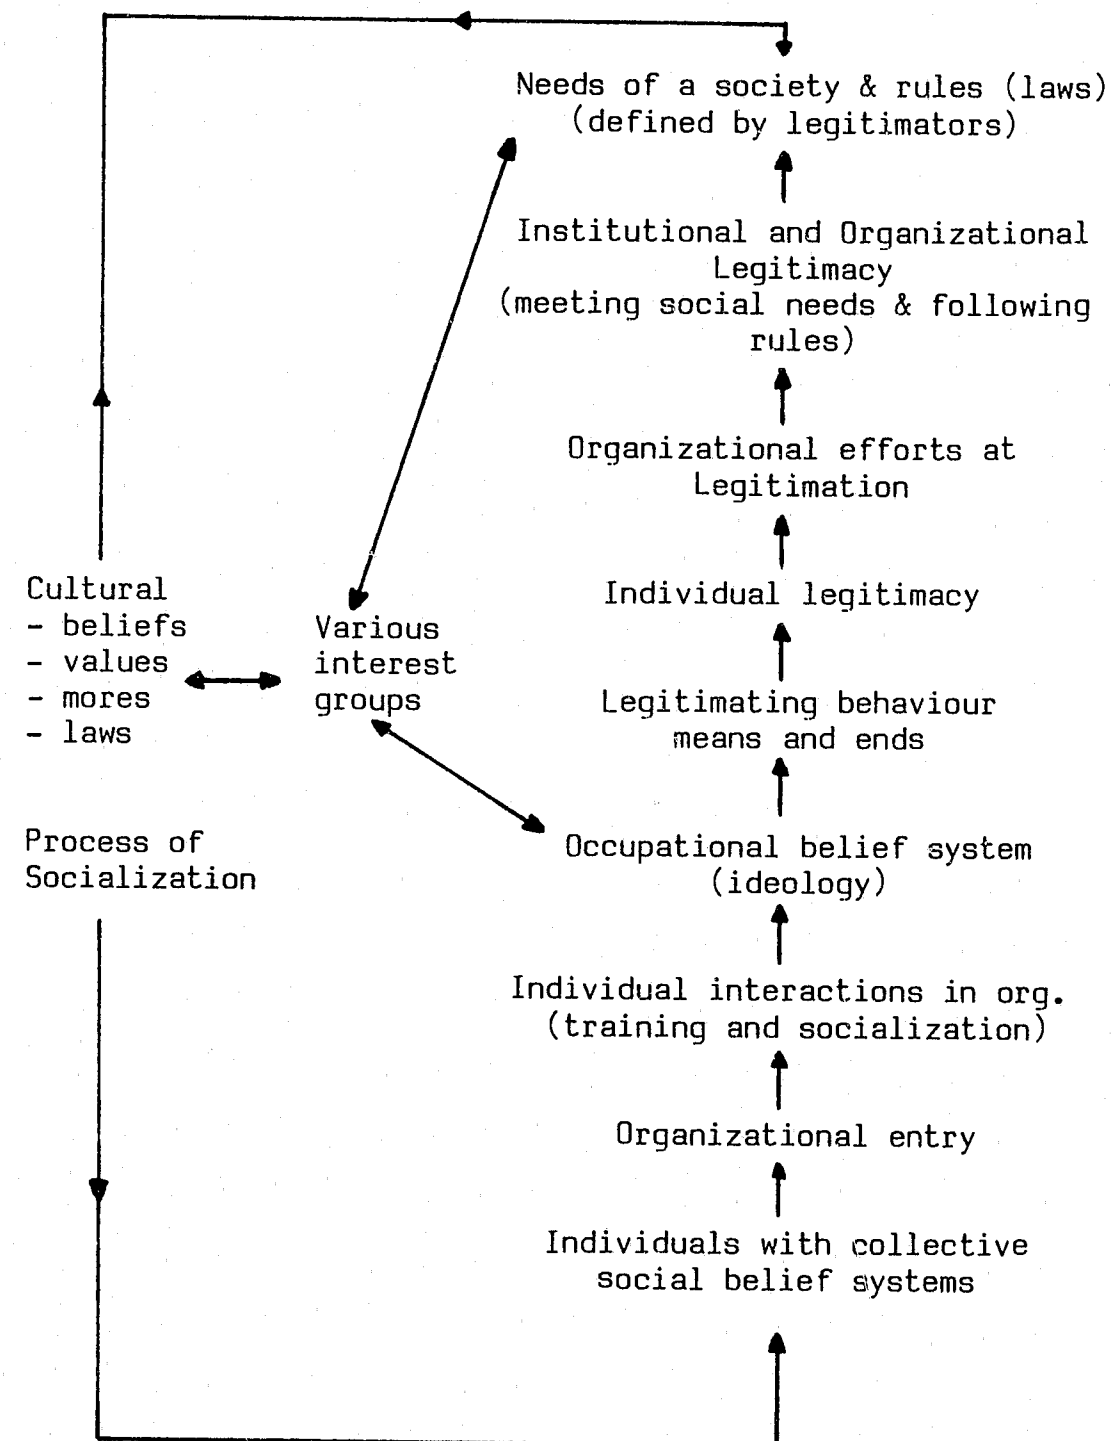 Needs of a society & rules (laws)
(defined by legitimators)
Institutional and Organizational
Legitimacy
(meeting social needs & following
rules)
Organizational efforts at
Legitimation
Individual legitimacy
Legitimating behaviour
means and ends
Occupational belief system
(ideology)
Individual interactions in org.
(training and socialization)
Organizational entry
Individuals with collective
social belief systems
Cultural
- beliefs
- values
- mores
- laws
Various
interest
groups
Process of
Socialization